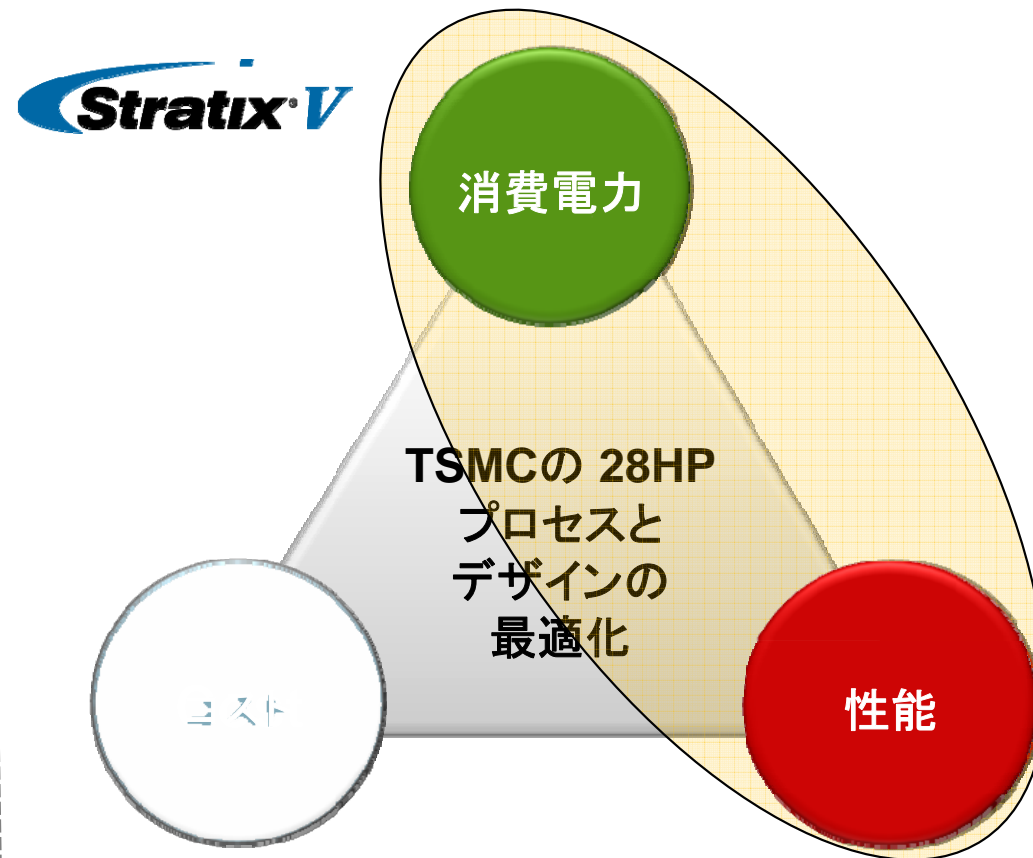 Stratix® V
消費電力
TSMCの 28HP
プロセスと
デザインの
最適化
性能